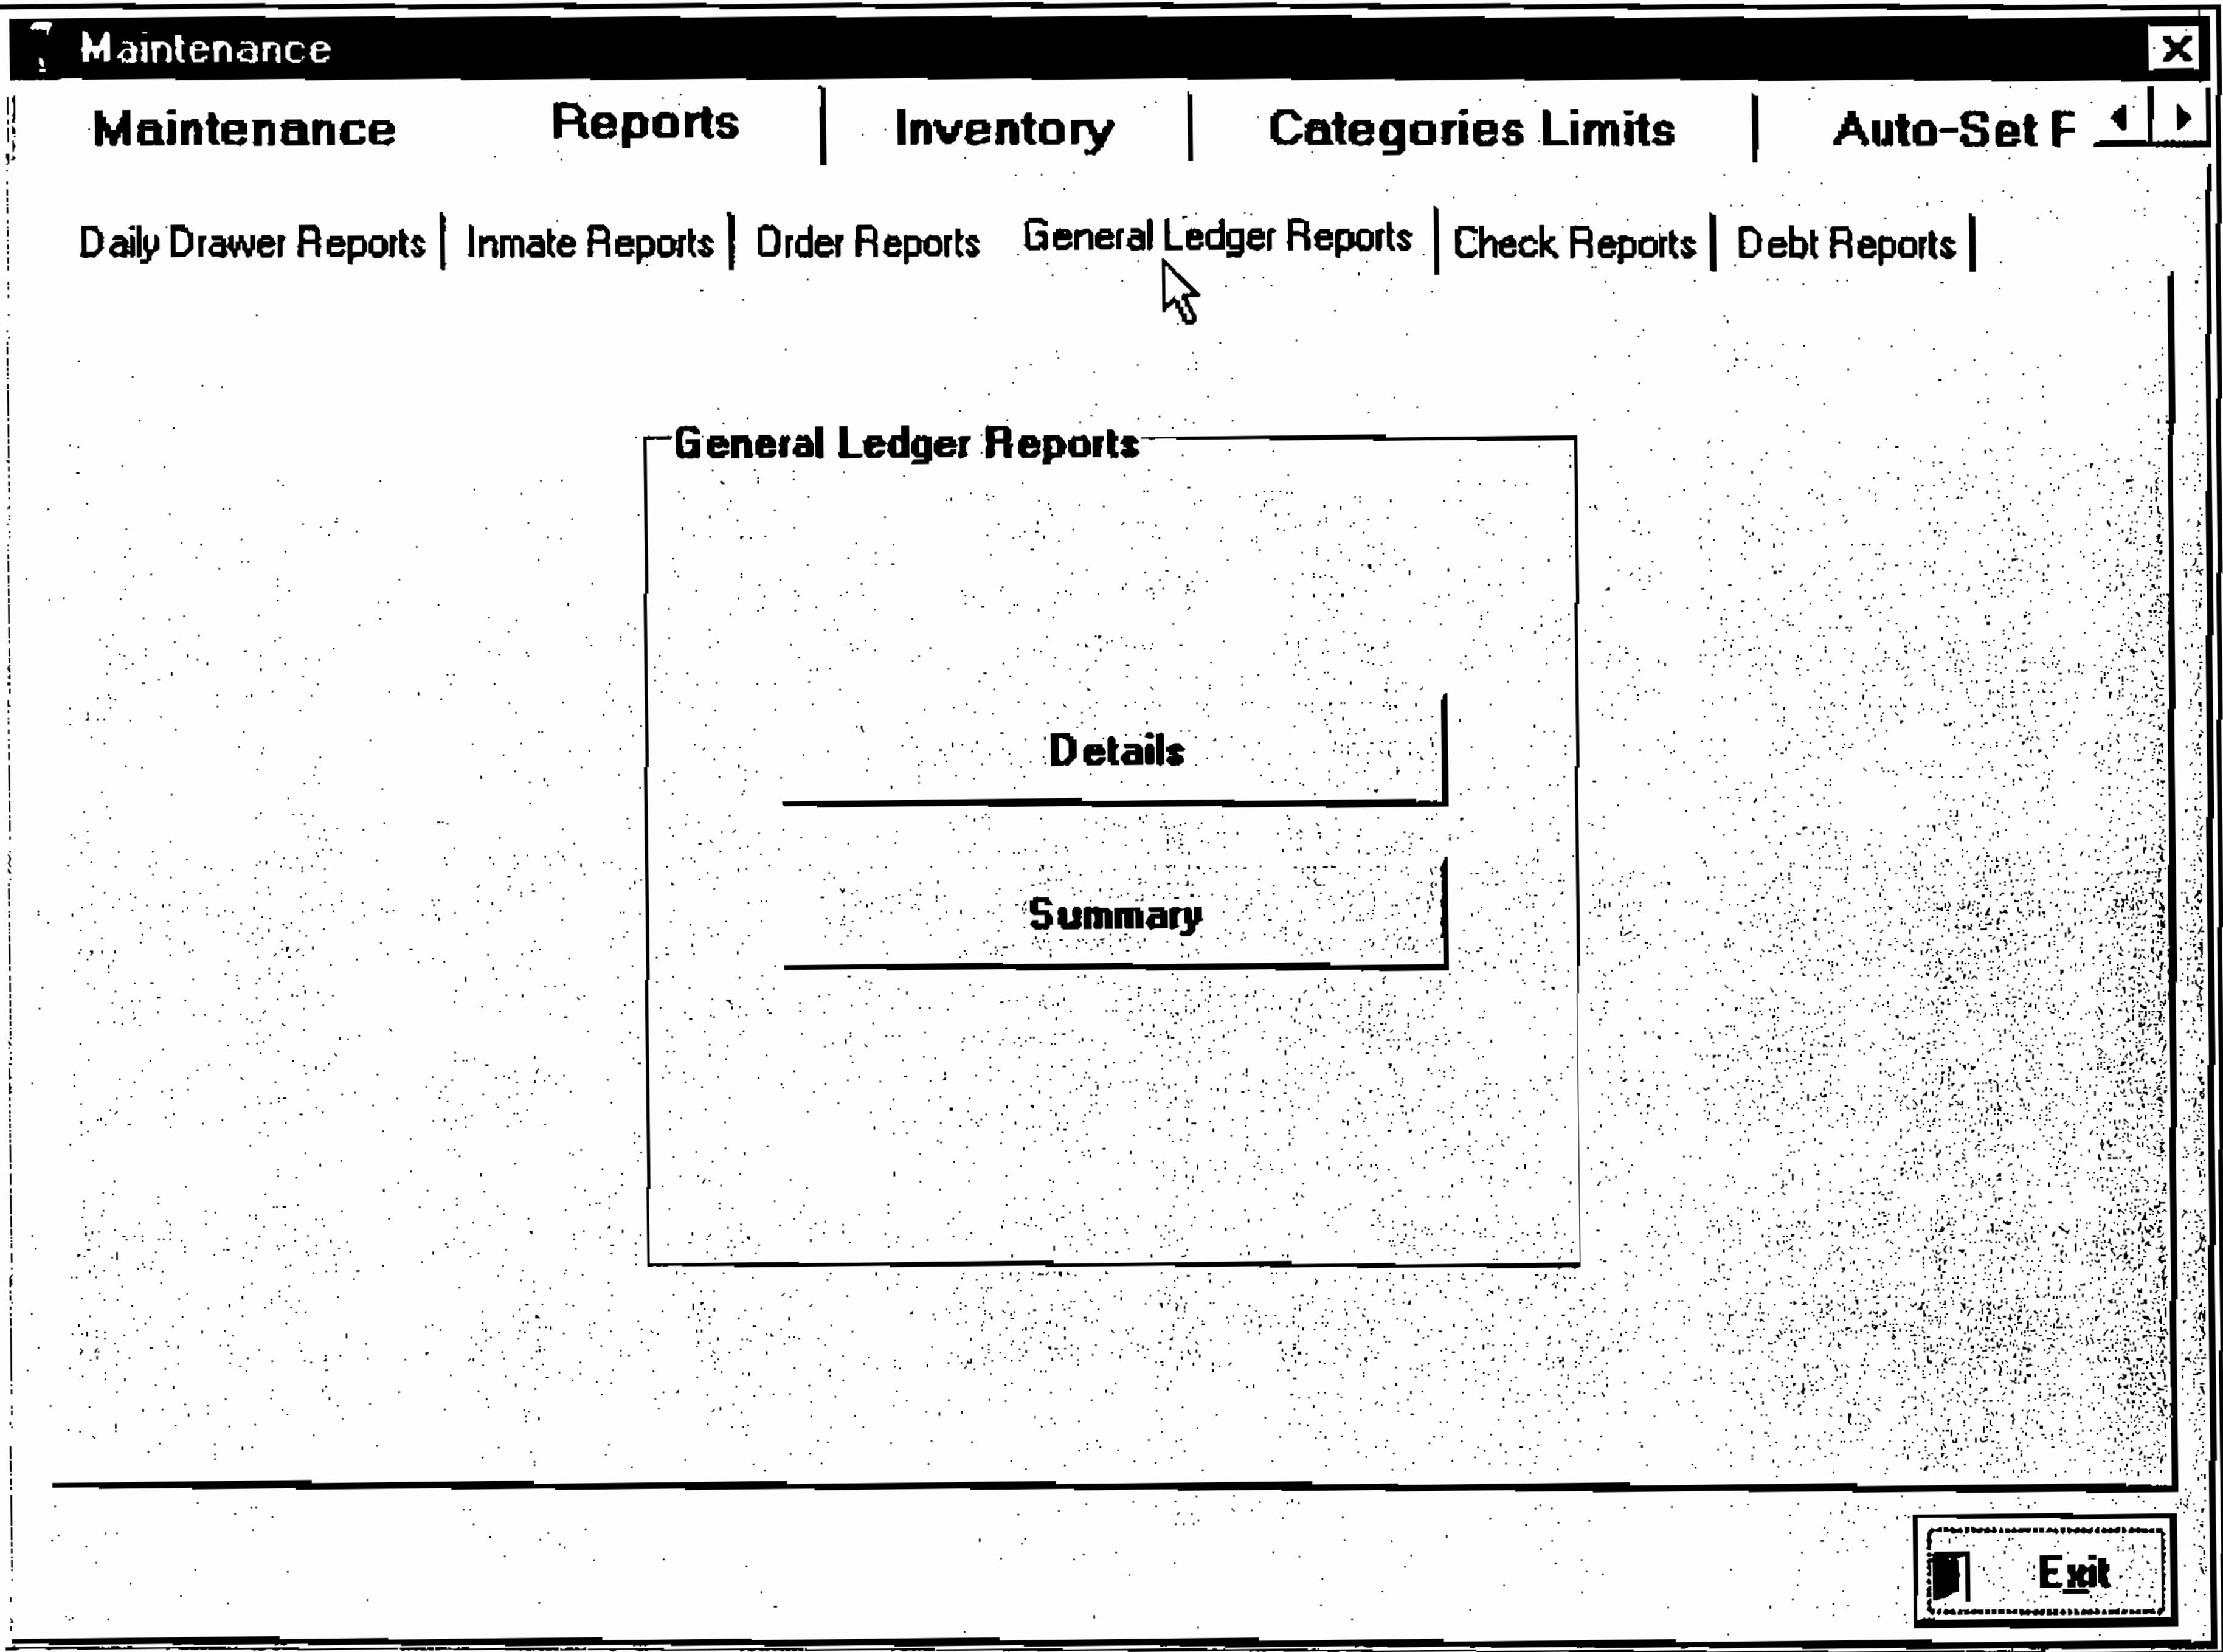 Maintenance
Maintenance Reports Inventory Categories Limits Auto-Set F
Daily Drawer Reports Inmate Reports Order Reports General Ledger Reports Check Reports Debt Reports
General Ledger Reports
Details
Summary
Exit